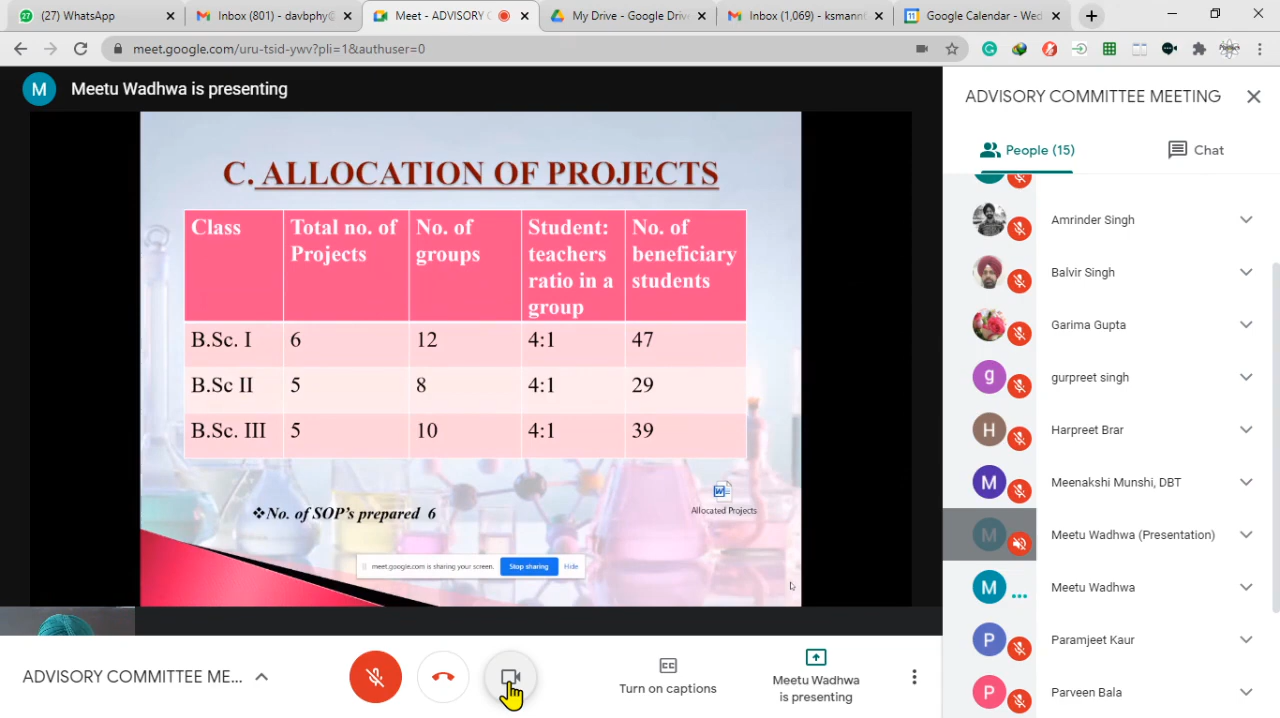 (27) WhatsApp
Inbox (801) - davbphy@
Meet - ADVISORY C
My Drive - Google Drive
Inbox (1,069) - ksmann
Google Calendar - Wed
meet.google.com/uru-tsid-ywv?pli=1&authuser=0
M Meetu Wadhwa is presenting
C. ALLOCATION OF PROJECTS
Class Total no. of Projects No. of groups Student: teachers ratio in a group No. of beneficiary students
B.Sc. I 6 12 4:1 47
B.Sc II 5 8 4:1 29
B.Sc. III 5 10 4:1 39
❖No. of SOP's prepared 6
Allocated Projects
meet.google.com is sharing your screen. Stop sharing Hide
ADVISORY COMMITTEE MEETING
People (15) Chat
Amrinder Singh
Balvir Singh
Garima Gupta
g gurpreet singh
H Harpreet Brar
M Meenakshi Munshi, DBT
M Meetu Wadhwa (Presentation)
M Meetu Wadhwa
P Paramjeet Kaur
P Parveen Bala
ADVISORY COMMITTEE ME...
Turn on captions
Meetu Wadhwa
is presenting